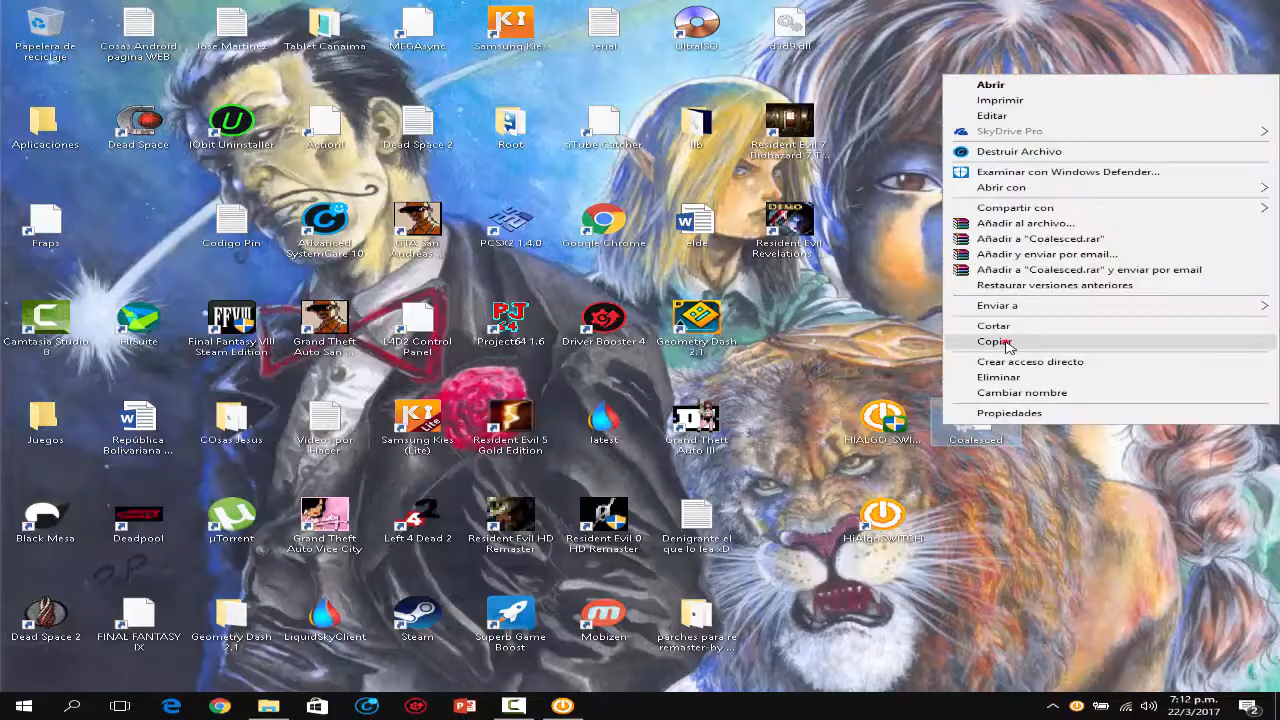 Papelera de
reciclaje
Cosas Android
pagina WEB
Jose Martinez
Tablet Canaima
MEGAsync
Samsung Kies
serial
UltraISO
d3d9.dll
Aplicaciones
Dead Space
IObit Uninstaller
Action!
Dead Space 2
Root
aTube Catcher
lib
Resident Evil 7
Biohazard 7 T...
Fraps
Codigo Pin
Advanced
SystemCare 10
GTA San
Andreas ...
PCSX2 1.4.0
Google Chrome
elde
DEMO
Resident Evil
Revelations ...
Camtasia Studio
8
HiSuite
FFVIII
Final Fantasy VIII
Steam Edition
Grand Theft
Auto San ...
L4D2 Control
Panel
PJ
64
Project64 1.6
Driver Booster 4
Geometry Dash
2.1
Juegos
República
Bolivariana ...
COsas Jesus
Videos por
Hacer
Ki
Lite
Samsung Kies
(Lite)
Resident Evil 5
Gold Edition
latest
Grand Theft
Auto III
HIALGO_SWI...
Coalesced
Black Mesa
Deadpool
µTorrent
Grand Theft
Auto Vice City
Left 4 Dead 2
Resident Evil HD
Remaster
Resident Evil 0
HD Remaster
Denigrante el
que lo lea xD
HiAlgoSWITCH
Dead Space 2
FINAL FANTASY
IX
Geometry Dash
2.1
LiquidSkyClient
Steam
Superb Game
Boost
Mobizen
parches para re
remaster-by ...
Abrir
Imprimir
Editar
SkyDrive Pro
Destruir Archivo
Examinar con Windows Defender...
Abrir con
Compartir con
Añadir al archivo...
Añadir a "Coalesced.rar"
Añadir y enviar por email...
Añadir a "Coalesced.rar" y enviar por email
Restaurar versiones anteriores
Enviar a
Cortar
Copiar
Crear acceso directo
Eliminar
Cambiar nombre
Propiedades
7:12 p.m.
22/3/2017
2